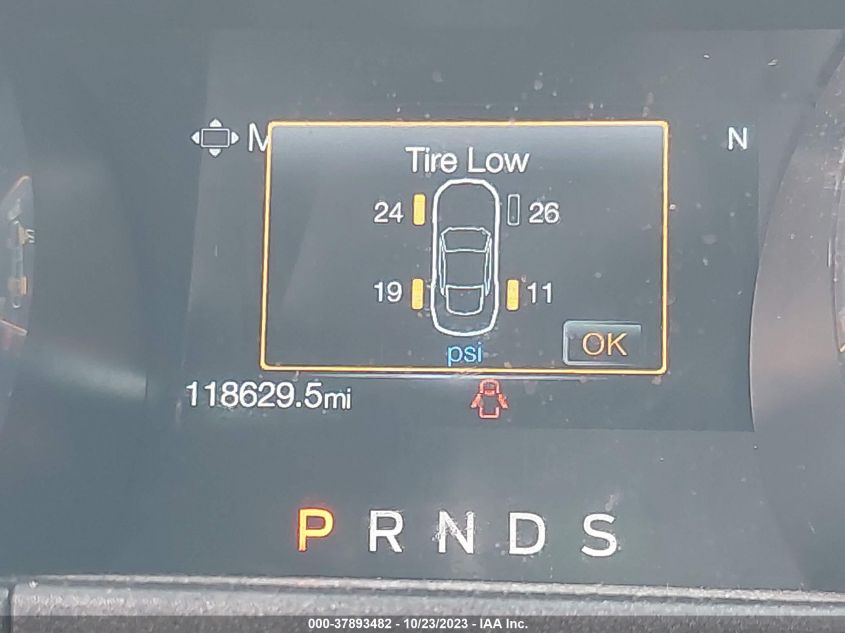 M
N
Tire Low
24 26
19 11
psi
OK
118629.5mi
P R N D S
000-37893482 - 10/23/2023 - IAA Inc.